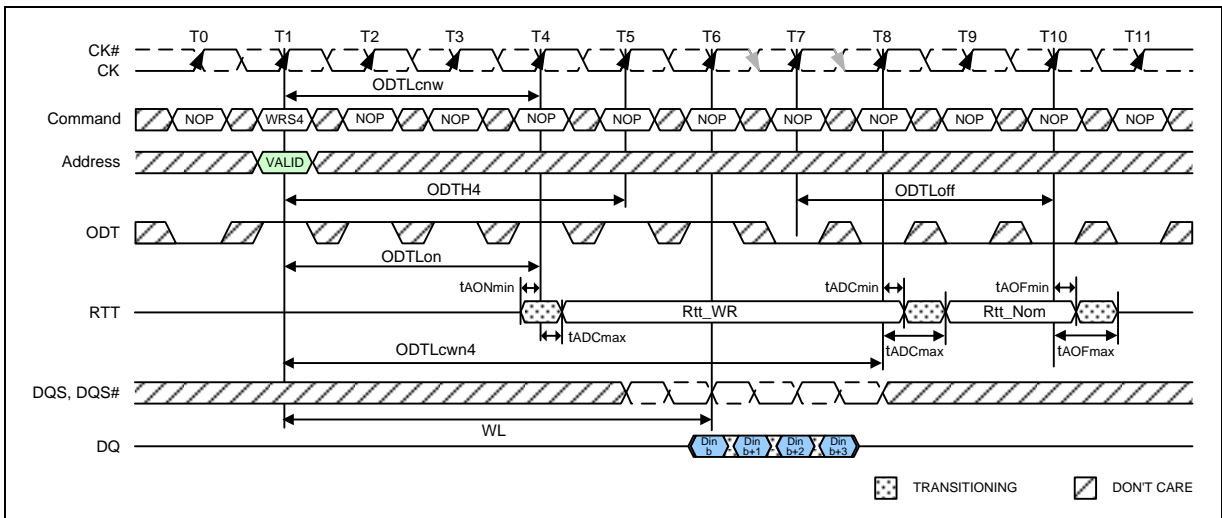 T0 T1 T2 T3 T4 T5 T6 T7 T8 T9 T10 T11
CK#
CK
ODTLcnw
Command NOP WRS4 NOP NOP NOP NOP NOP NOP NOP NOP NOP NOP
Address VALID
ODTH4 ODTLoff
ODT
ODTLon
tAONmin tADCmin tAOFmin
RTT Rtt_WR Rtt_Nom
tADCmax tADCmax tAOFmax
ODTLcwn4
DQS, DQS#
WL
DQ Din b Din b+1 Din b+2 Din b+3
TRANSITIONING DON'T CARE